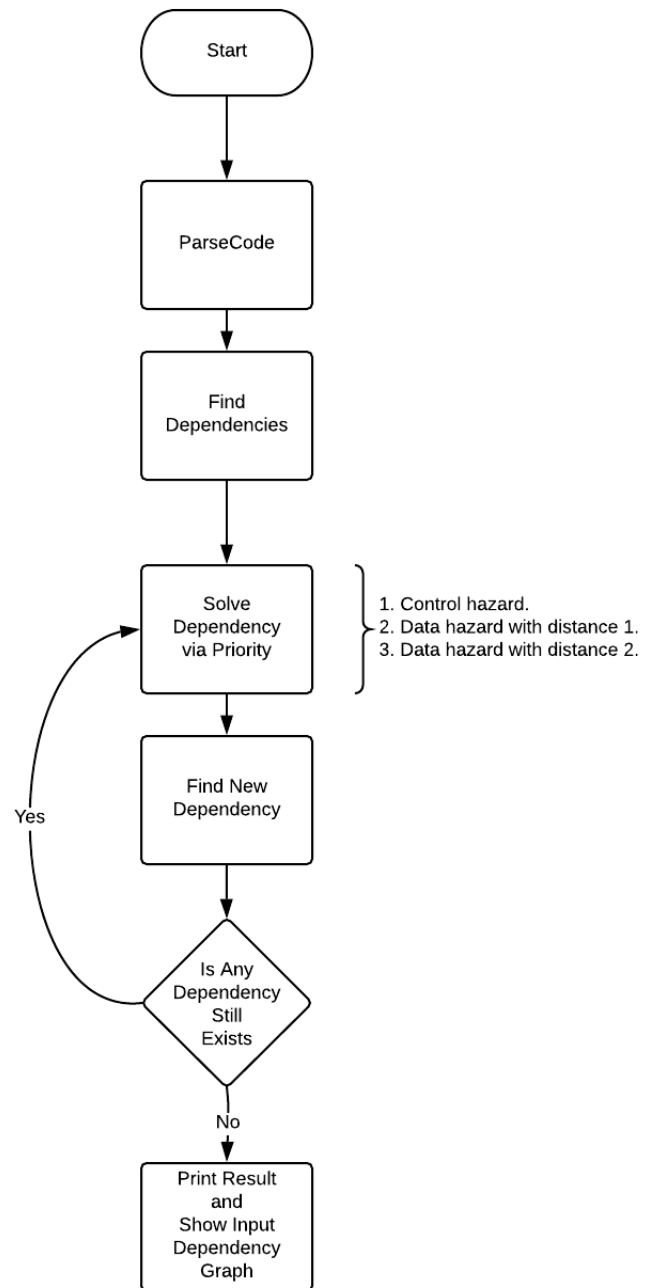 Start
ParseCode
Find
Dependencies
Solve
Dependency
via Priority
1. Control hazard.
2. Data hazard with distance 1.
3. Data hazard with distance 2.
Find New
Dependency
Yes
Is Any
Dependency
Still
Exists
No
Print Result
and
Show Input
Dependency
Graph